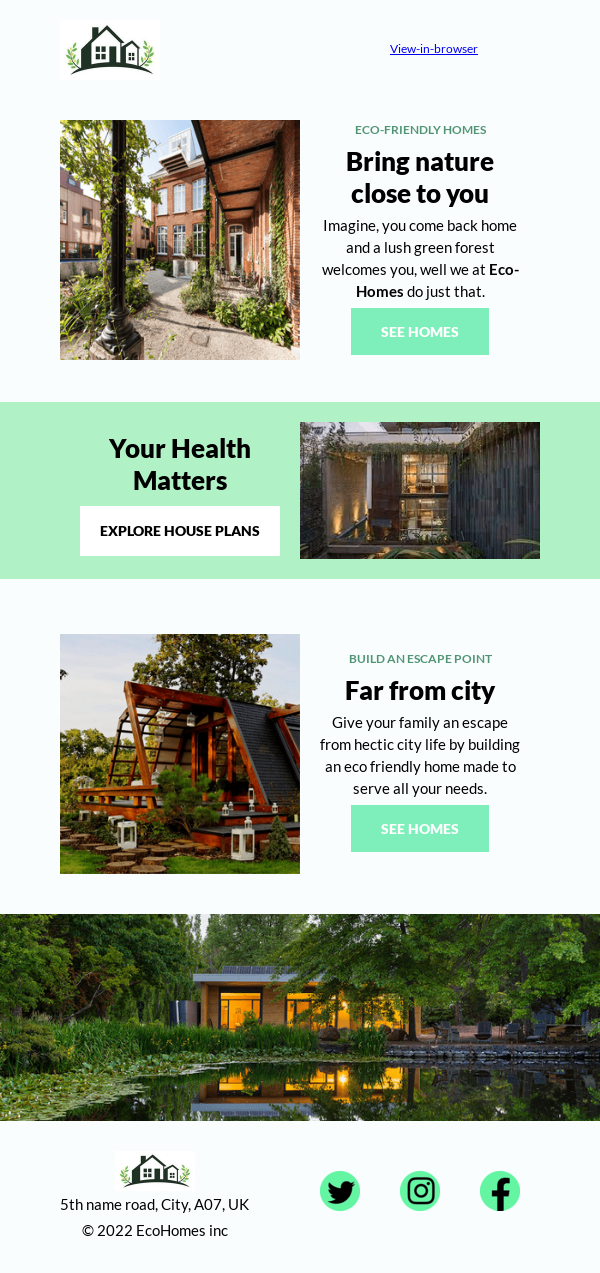 View-in-browser
ECO-FRIENDLY HOMES
Bring nature
close to you
Imagine, you come back home
and a lush green forest
welcomes you, well we at Eco-
Homes do just that.
SEE HOMES
Your Health
Matters
EXPLORE HOUSE PLANS
BUILD AN ESCAPE POINT
Far from city
Give your family an escape
from hectic city life by building
an eco friendly home made to
serve all your needs.
SEE HOMES
5th name road, City, A07, UK
© 2022 EcoHomes inc